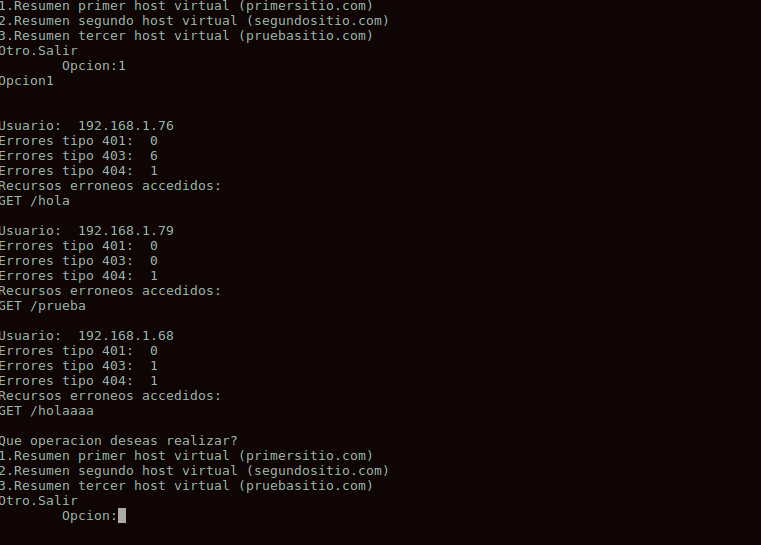 1.Resumen primer host virtual (primersitio.com)
2.Resumen segundo host virtual (segundositio.com)
3.Resumen tercer host virtual (pruebasitio.com)
Otro.Salir
Opcion:1
Opcion1
Usuario:  192.168.1.76
Errores tipo 401:  0
Errores tipo 403:  6
Errores tipo 404:  1
Recursos erroneos accedidos:
GET /hola
Usuario:  192.168.1.79
Errores tipo 401:  0
Errores tipo 403:  0
Errores tipo 404:  1
Recursos erroneos accedidos:
GET /prueba
Usuario:  192.168.1.68
Errores tipo 401:  0
Errores tipo 403:  1
Errores tipo 404:  1
Recursos erroneos accedidos:
GET /holaaaa
Que operacion deseas realizar?
1.Resumen primer host virtual (primersitio.com)
2.Resumen segundo host virtual (segundositio.com)
3.Resumen tercer host virtual (pruebasitio.com)
Otro.Salir
Opcion: